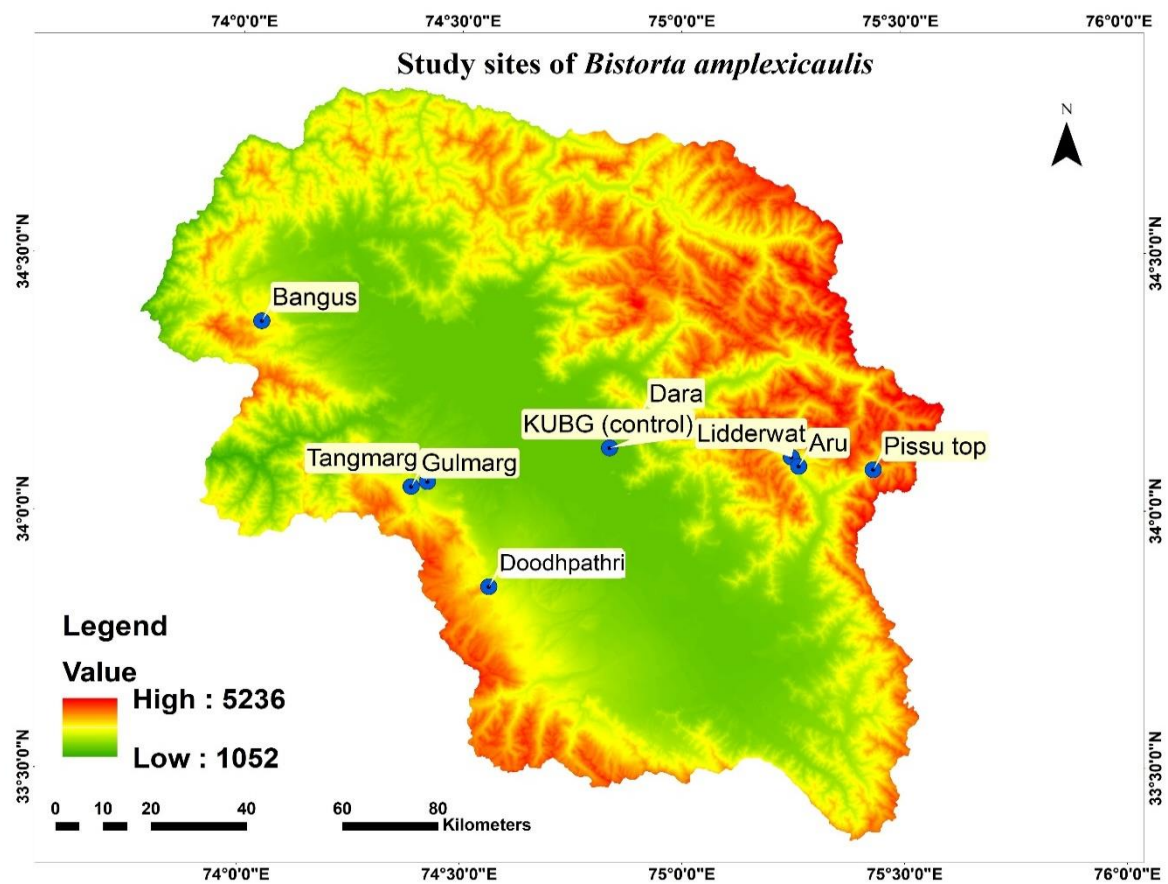 74°0'0"E 74°30'0"E 75°0'0"E 75°30'0"E 76°0'0"E
Study sites of Bistorta amplexicaulis
N
34°30'0"N 34°30'0"N
Bangus
Dara
KUBG (control)
Lidderwat
Aru
Pissu top
Tangmarg
Gulmarg
34°0'0"N 34°0'0"N
Doodhpathri
Legend
Value
High : 5236
Low : 1052
33°30'0"N 33°30'0"N
0 10 20 40 60 80
Kilometers
74°0'0"E 74°30'0"E 75°0'0"E 75°30'0"E 76°0'0"E